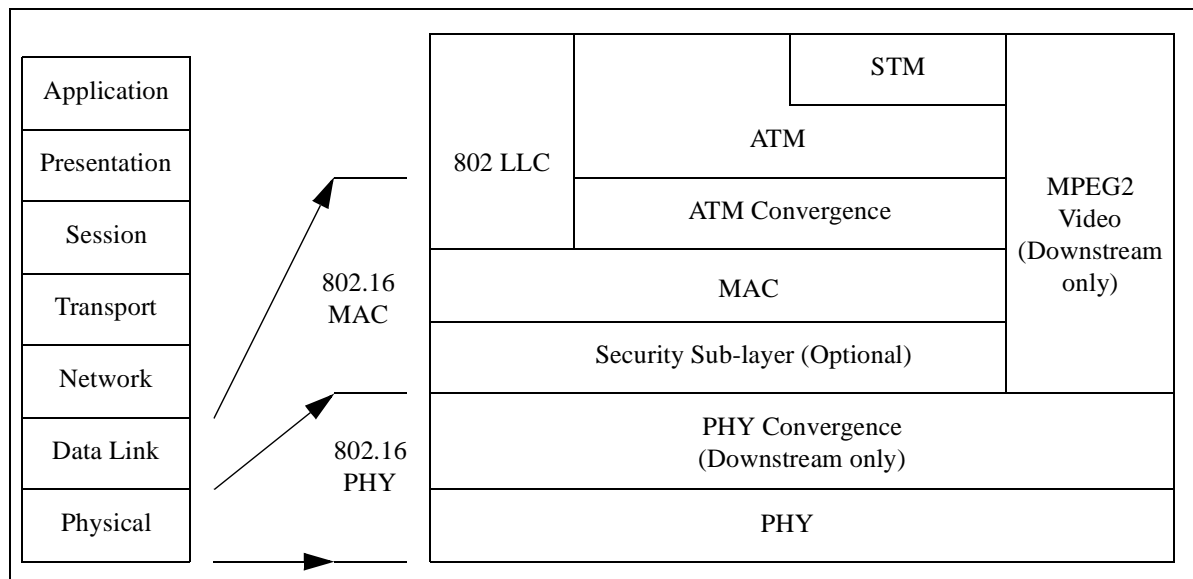 Application
Presentation
Session
Transport
Network
Data Link
Physical
802.16
MAC
802.16
PHY
STM
ATM
802 LLC
ATM Convergence
MPEG2
Video
(Downstream
only)
MAC
Security Sub-layer (Optional)
PHY Convergence
(Downstream only)
PHY